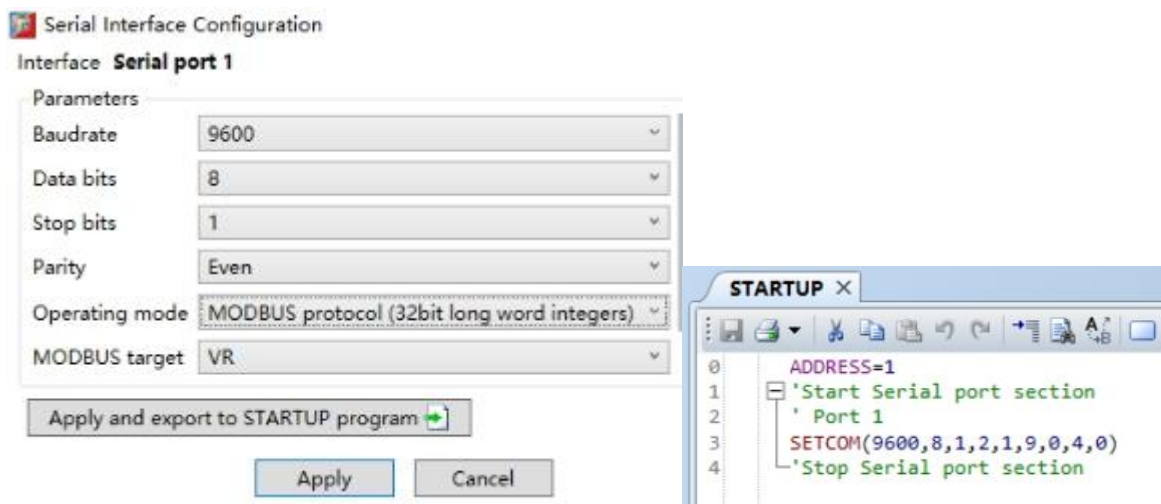 Serial Interface Configuration
Interface Serial port 1
Parameters
Baudrate 9600
Data bits 8
Stop bits 1
Parity Even
Operating mode MODBUS protocol (32bit long word integers)
MODBUS target VR
Apply and export to STARTUP program
Apply Cancel
STARTUP
0 ADDRESS=1
1 'Start Serial port section
2 ' Port 1
3 SETCOM(9600,8,1,2,1,9,0,4,0)
4 'Stop Serial port section